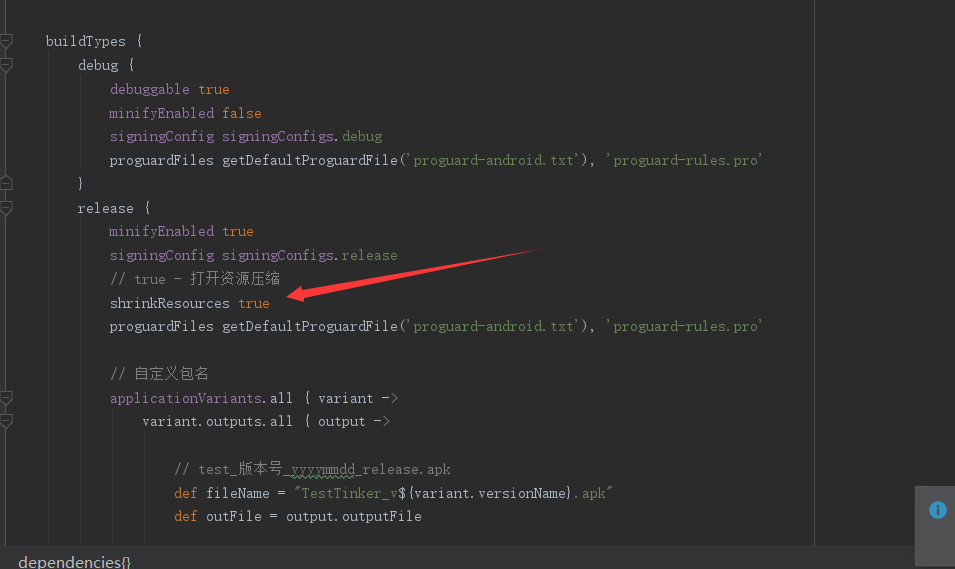 buildTypes {
debug {
debuggable true
minifyEnabled false
signingConfig signingConfigs.debug
proguardFiles getDefaultProguardFile('proguard-android.txt'), 'proguard-rules.pro'
}
release {
minifyEnabled true
signingConfig signingConfigs.release
// true - 打开资源压缩
shrinkResources true
proguardFiles getDefaultProguardFile('proguard-android.txt'), 'proguard-rules.pro'
// 自定义包名
applicationVariants.all { variant ->
variant.outputs.all { output ->
// test_版本号_yyyymmdd_release.apk
def fileName = "TestTinker_v${variant.versionName}.apk"
def outFile = output.outputFile
dependencies{}